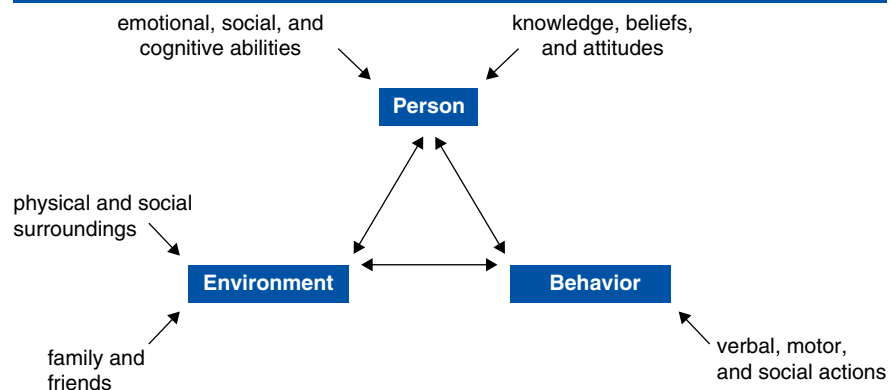 emotional, social, and
cognitive abilities
knowledge, beliefs,
and attitudes
Person
physical and social
surroundings
Environment
Behavior
family and
friends
verbal, motor,
and social actions